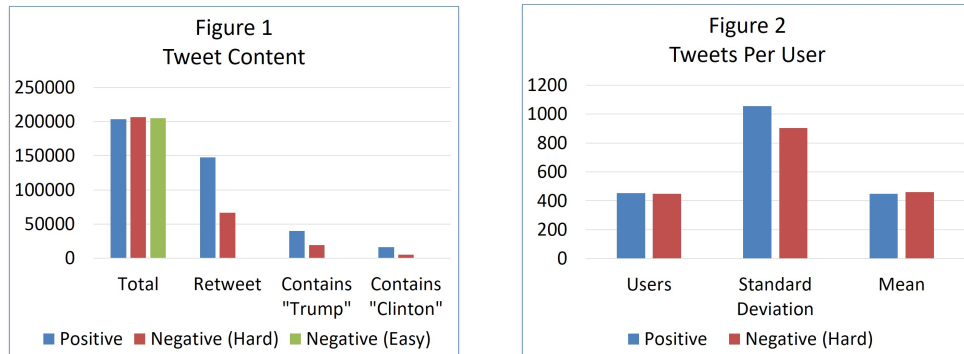 Figure 1
Tweet Content
250000
200000
150000
100000
50000
0
Total Retweet Contains Contains
"Trump" "Clinton"
Positive Negative (Hard) Negative (Easy)
Figure 2
Tweets Per User
1200
1000
800
600
400
200
0
Users Standard Mean
Deviation
Positive Negative (Hard)